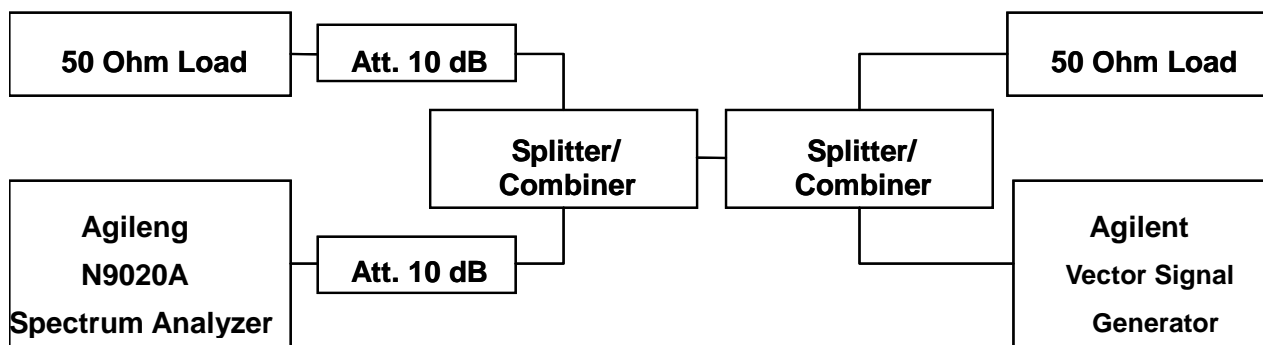 50 Ohm Load
Att. 10 dB
50 Ohm Load
Splitter/
Combiner
Splitter/
Combiner
Agileng
N9020A
Spectrum Analyzer
Att. 10 dB
Agilent
Vector Signal
Generator